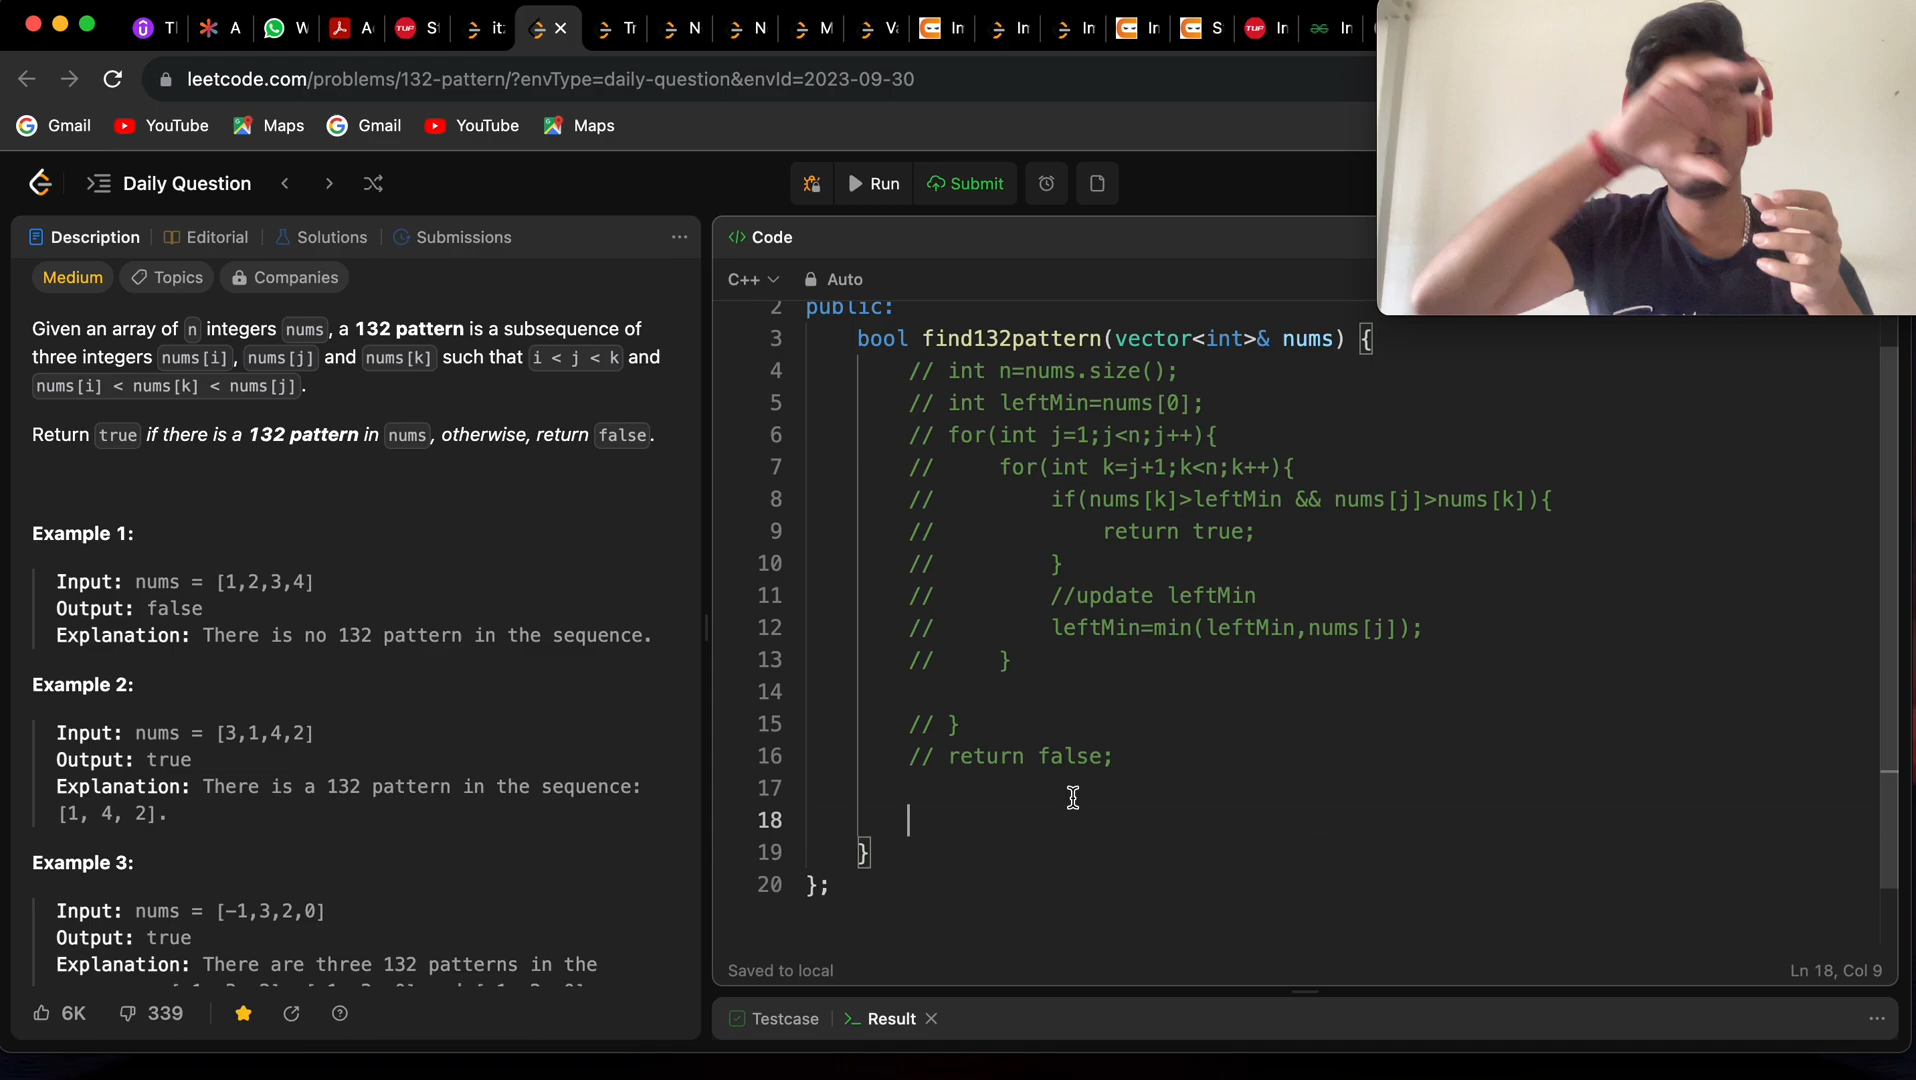 T
A
W
A
S
it
Tr
N
N
M
Va
In
In
In
In
S
In
In
leetcode.com/problems/132-pattern/?envType=daily-question&envId=2023-09-30
Gmail YouTube Maps Gmail YouTube Maps
Daily Question
Run Submit
Description Editorial Solutions Submissions
Medium Topics Companies
Given an array of n integers nums, a 132 pattern is a subsequence of
three integers nums[i], nums[j] and nums[k] such that i < j < k and
nums[i] < nums[k] < nums[j].
Return true if there is a 132 pattern in nums, otherwise, return false.
Example 1:
Input: nums = [1,2,3,4]
Output: false
Explanation: There is no 132 pattern in the sequence.
Example 2:
Input: nums = [3,1,4,2]
Output: true
Explanation: There is a 132 pattern in the sequence:
[1, 4, 2].
Example 3:
Input: nums = [-1,3,2,0]
Output: true
Explanation: There are three 132 patterns in the
6K 339
</> Code
C++ Auto
2 public:
3 bool find132pattern(vector<int>& nums) {
4 // int n=nums.size();
5 // int leftMin=nums[0];
6 // for(int j=1;j<n;j++){
7 // for(int k=j+1;k<n;k++){
8 // if(nums[k]>leftMin && nums[j]>nums[k]){
9 // return true;
10 // }
11 // //update leftMin
12 // leftMin=min(leftMin,nums[j]);
13 // }
14
15 // }
16 // return false;
17
18
19 }
20 };
Saved to local Ln 18, Col 9
Testcase Result